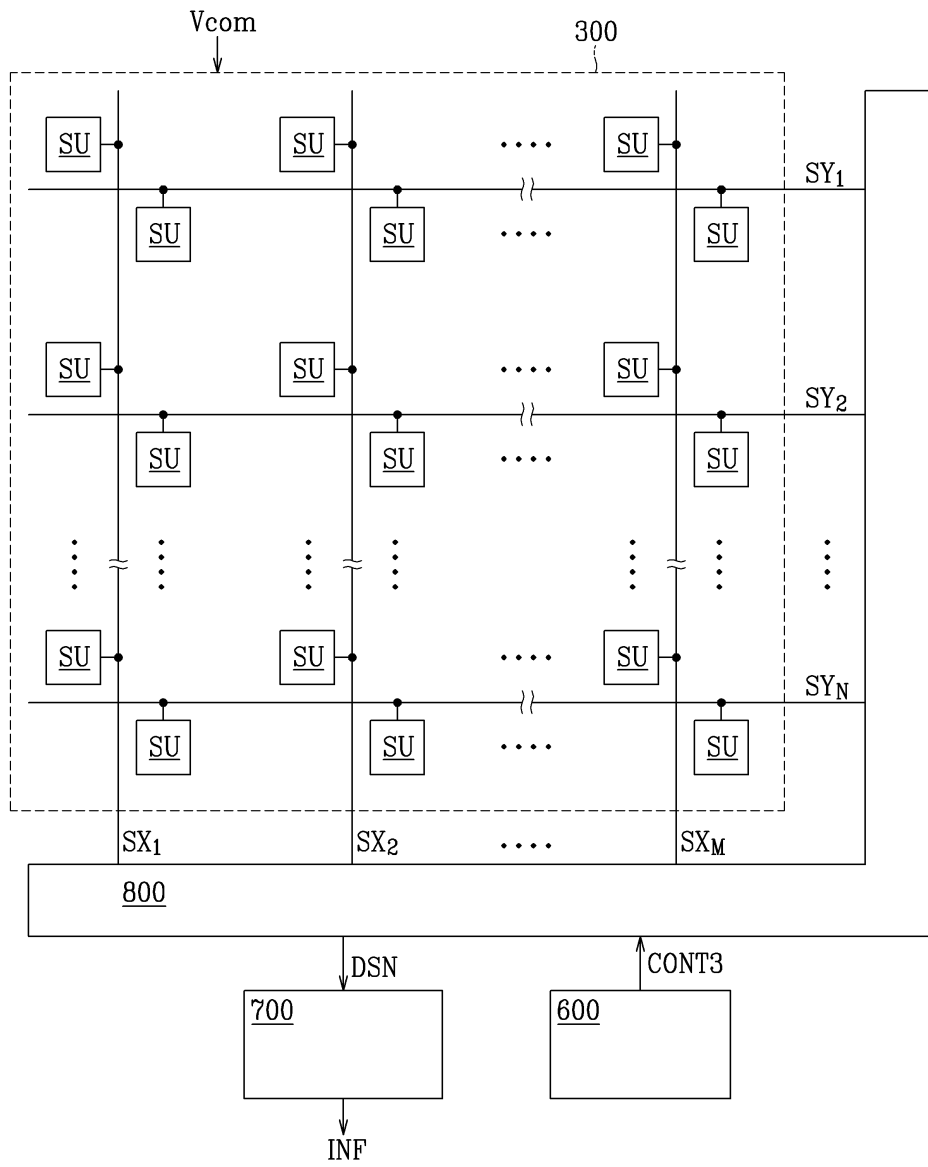 Vcom
300
SU SU SU
SY1
SU SU SU
SU SU SU
SY2
SU SU SU
SU SU SU
SYN
SU SU SU
SX1 SX2 SXM
800
DSN CONT3
700 600
INF